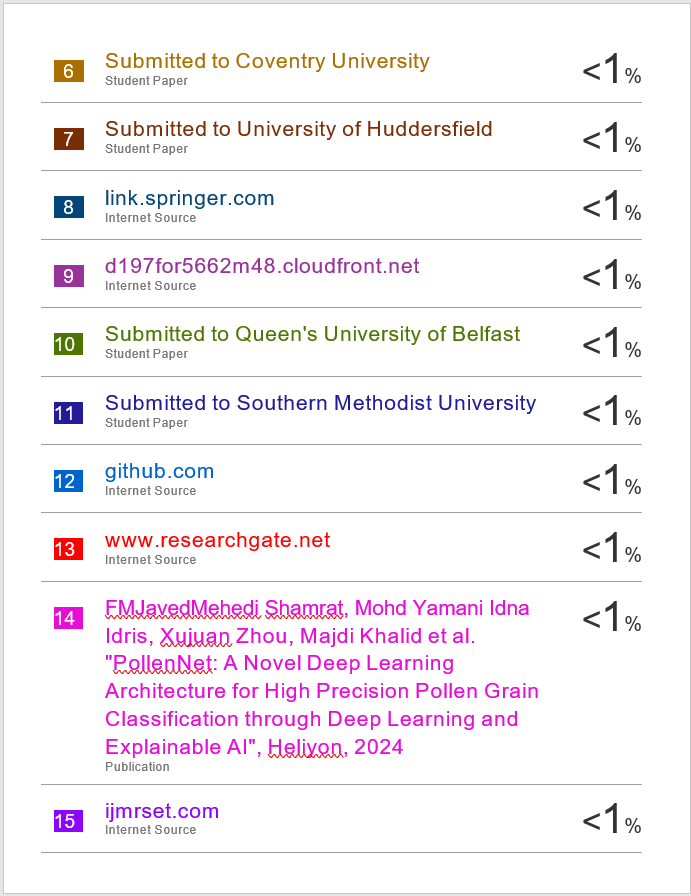 6 Submitted to Coventry University <1%
Student Paper
7 Submitted to University of Huddersfield <1%
Student Paper
8 link.springer.com <1%
Internet Source
9 d197for5662m48.cloudfront.net <1%
Internet Source
10 Submitted to Queen's University of Belfast <1%
Student Paper
11 Submitted to Southern Methodist University <1%
Student Paper
12 github.com <1%
Internet Source
13 www.researchgate.net <1%
Internet Source
14 FMJavedMehedi Shamrat, Mohd Yamani Idna <1%
Idris, Xujuan Zhou, Majdi Khalid et al.
"PollenNet: A Novel Deep Learning
Architecture for High Precision Pollen Grain
Classification through Deep Learning and
Explainable AI", Heliyon, 2024
Publication
15 ijmrset.com <1%
Internet Source